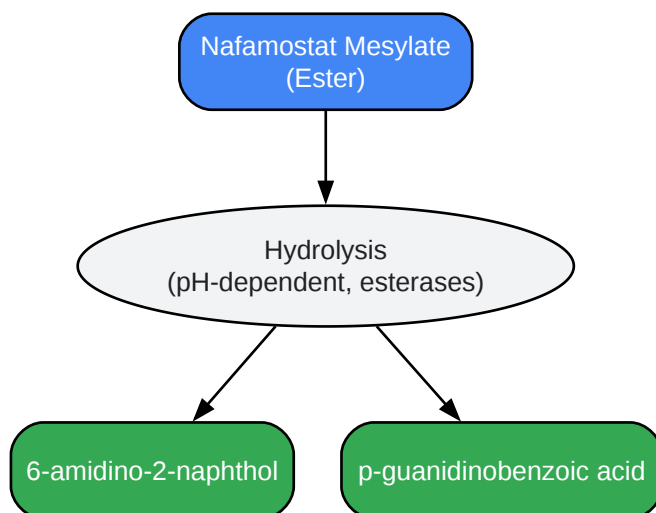 Nafamostat Mesylate
(Ester)
Hydrolysis
(pH-dependent, esterases)
6-amidino-2-naphthol
p-guanidinobenzoic acid